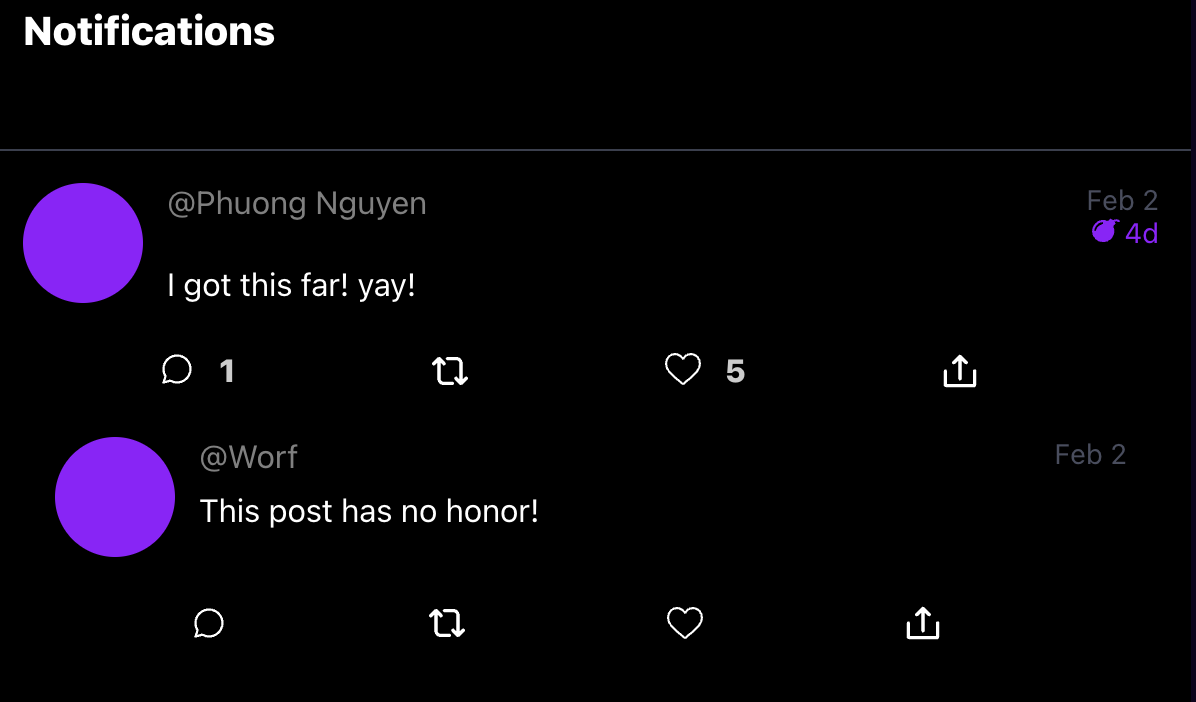 Notifications
@Phuong Nguyen
Feb 2
4d
I got this far! yay!
1
5
@Worf
Feb 2
This post has no honor!